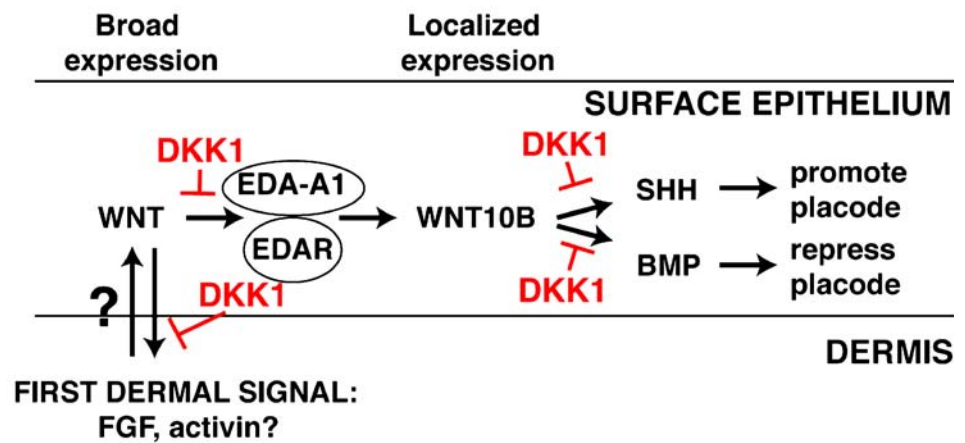 Broad
expression
Localized
expression
SURFACE EPITHELIUM
DKK1
DKK1
EDA-A1
SHH
promote
placode
WNT
WNT10B
EDAR
BMP
repress
placode
DKK1
DKK1
?
DERMIS
FIRST DERMAL SIGNAL:
FGF, activin?